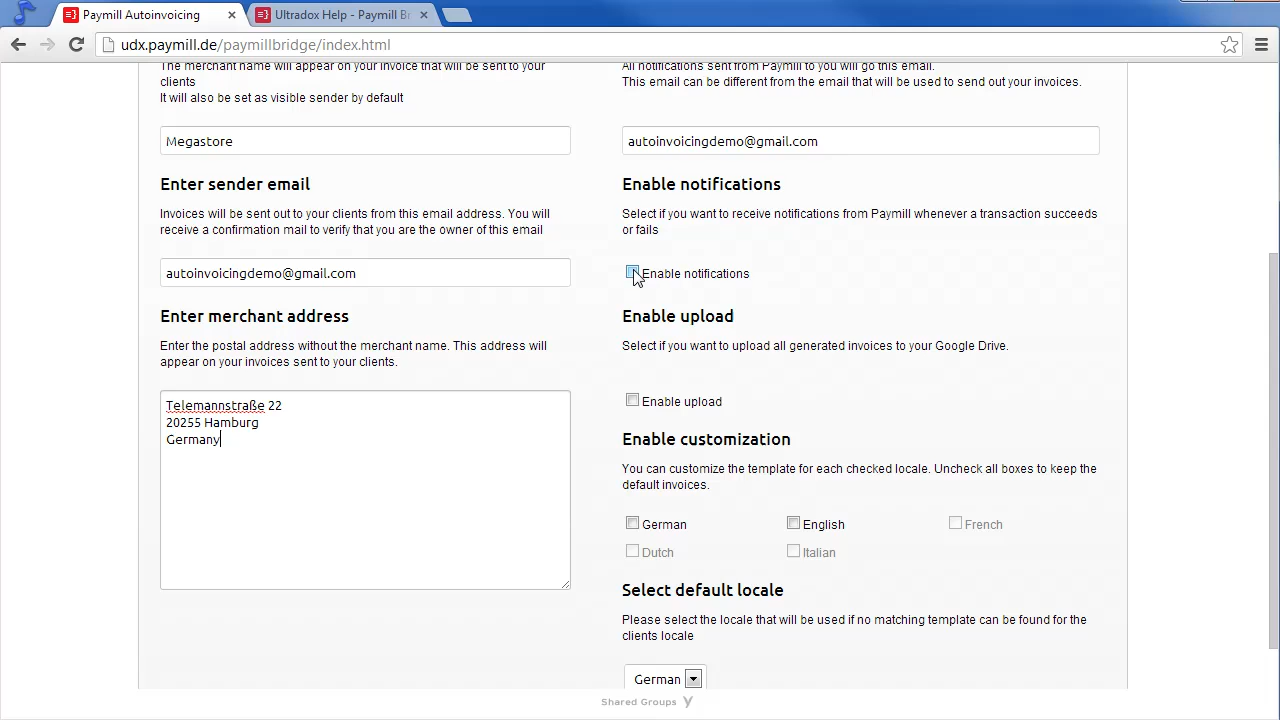 Paymill Autoinvoicing
Ultradox Help - Paymill Br
udx.paymill.de/paymillbridge/index.html
The merchant name will appear on your invoice that will be sent to your
clients
It will also be set as visible sender by default
All notifications sent from Paymill to you will go this email.
This email can be different from the email that will be used to send out your invoices.
Megastore
autoinvoicingdemo@gmail.com
Enter sender email
Invoices will be sent out to your clients from this email address. You will
receive a confirmation mail to verify that you are the owner of this email
autoinvoicingdemo@gmail.com
Enable notifications
Select if you want to receive notifications from Paymill whenever a transaction succeeds
or fails
Enable notifications
Enter merchant address
Enter the postal address without the merchant name. This address will
appear on your invoices sent to your clients.
Telemannstraße 22
20255 Hamburg
Germany
Enable upload
Select if you want to upload all generated invoices to your Google Drive.
Enable upload
Enable customization
You can customize the template for each checked locale. Uncheck all boxes to keep the
default invoices.
German
English
French
Dutch
Italian
Select default locale
Please select the locale that will be used if no matching template can be found for the
clients locale
German
Shared Groups